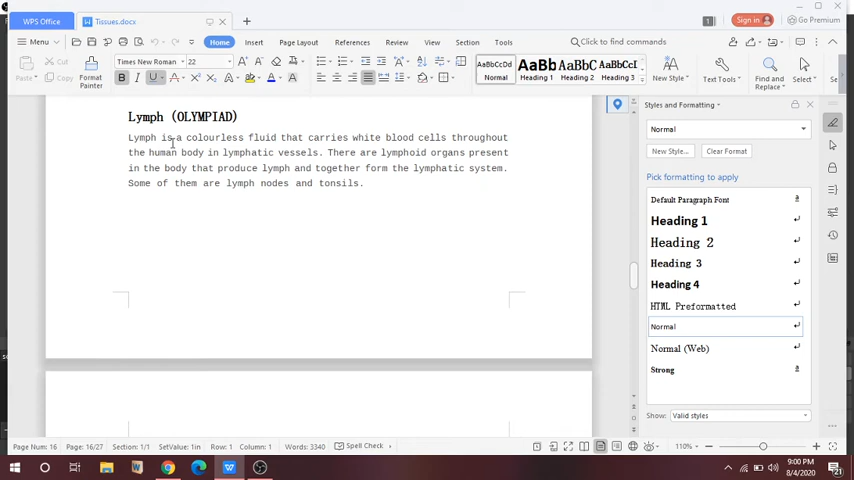 WPS Office
Tissues.docx
1
Sign in
Go Premium
Menu
Home
Insert
Page Layout
References
Review
View
Section
Tools
Click to find commands
Paste
Cut
Copy
Format Painter
Times New Roman
22
AaBbCcDd
Normal
AaBb
Heading 1
AaBbC
Heading 2
AaBbCcD
Heading 3
New Style
Text Tools
Find and Replace
Select
Lymph (OLYMPIAD)
Lymph is a colourless fluid that carries white blood cells throughout
the human body in lymphatic vessels. There are lymphoid organs present
in the body that produce lymph and together form the lymphatic system.
Some of them are lymph nodes and tonsils.
Styles and Formatting
Normal
New Style...
Clear Format
Pick formatting to apply
Default Paragraph Font
Heading 1
Heading 2
Heading 3
Heading 4
HTML Preformatted
Normal
Normal (Web)
Strong
Show:
Valid styles
Page Num: 16
Page: 16/27
Section: 1/1
SetValue: 1in
Row: 1
Column: 1
Words: 3340
Spell Check
110%
9:00 PM
8/4/2020
21